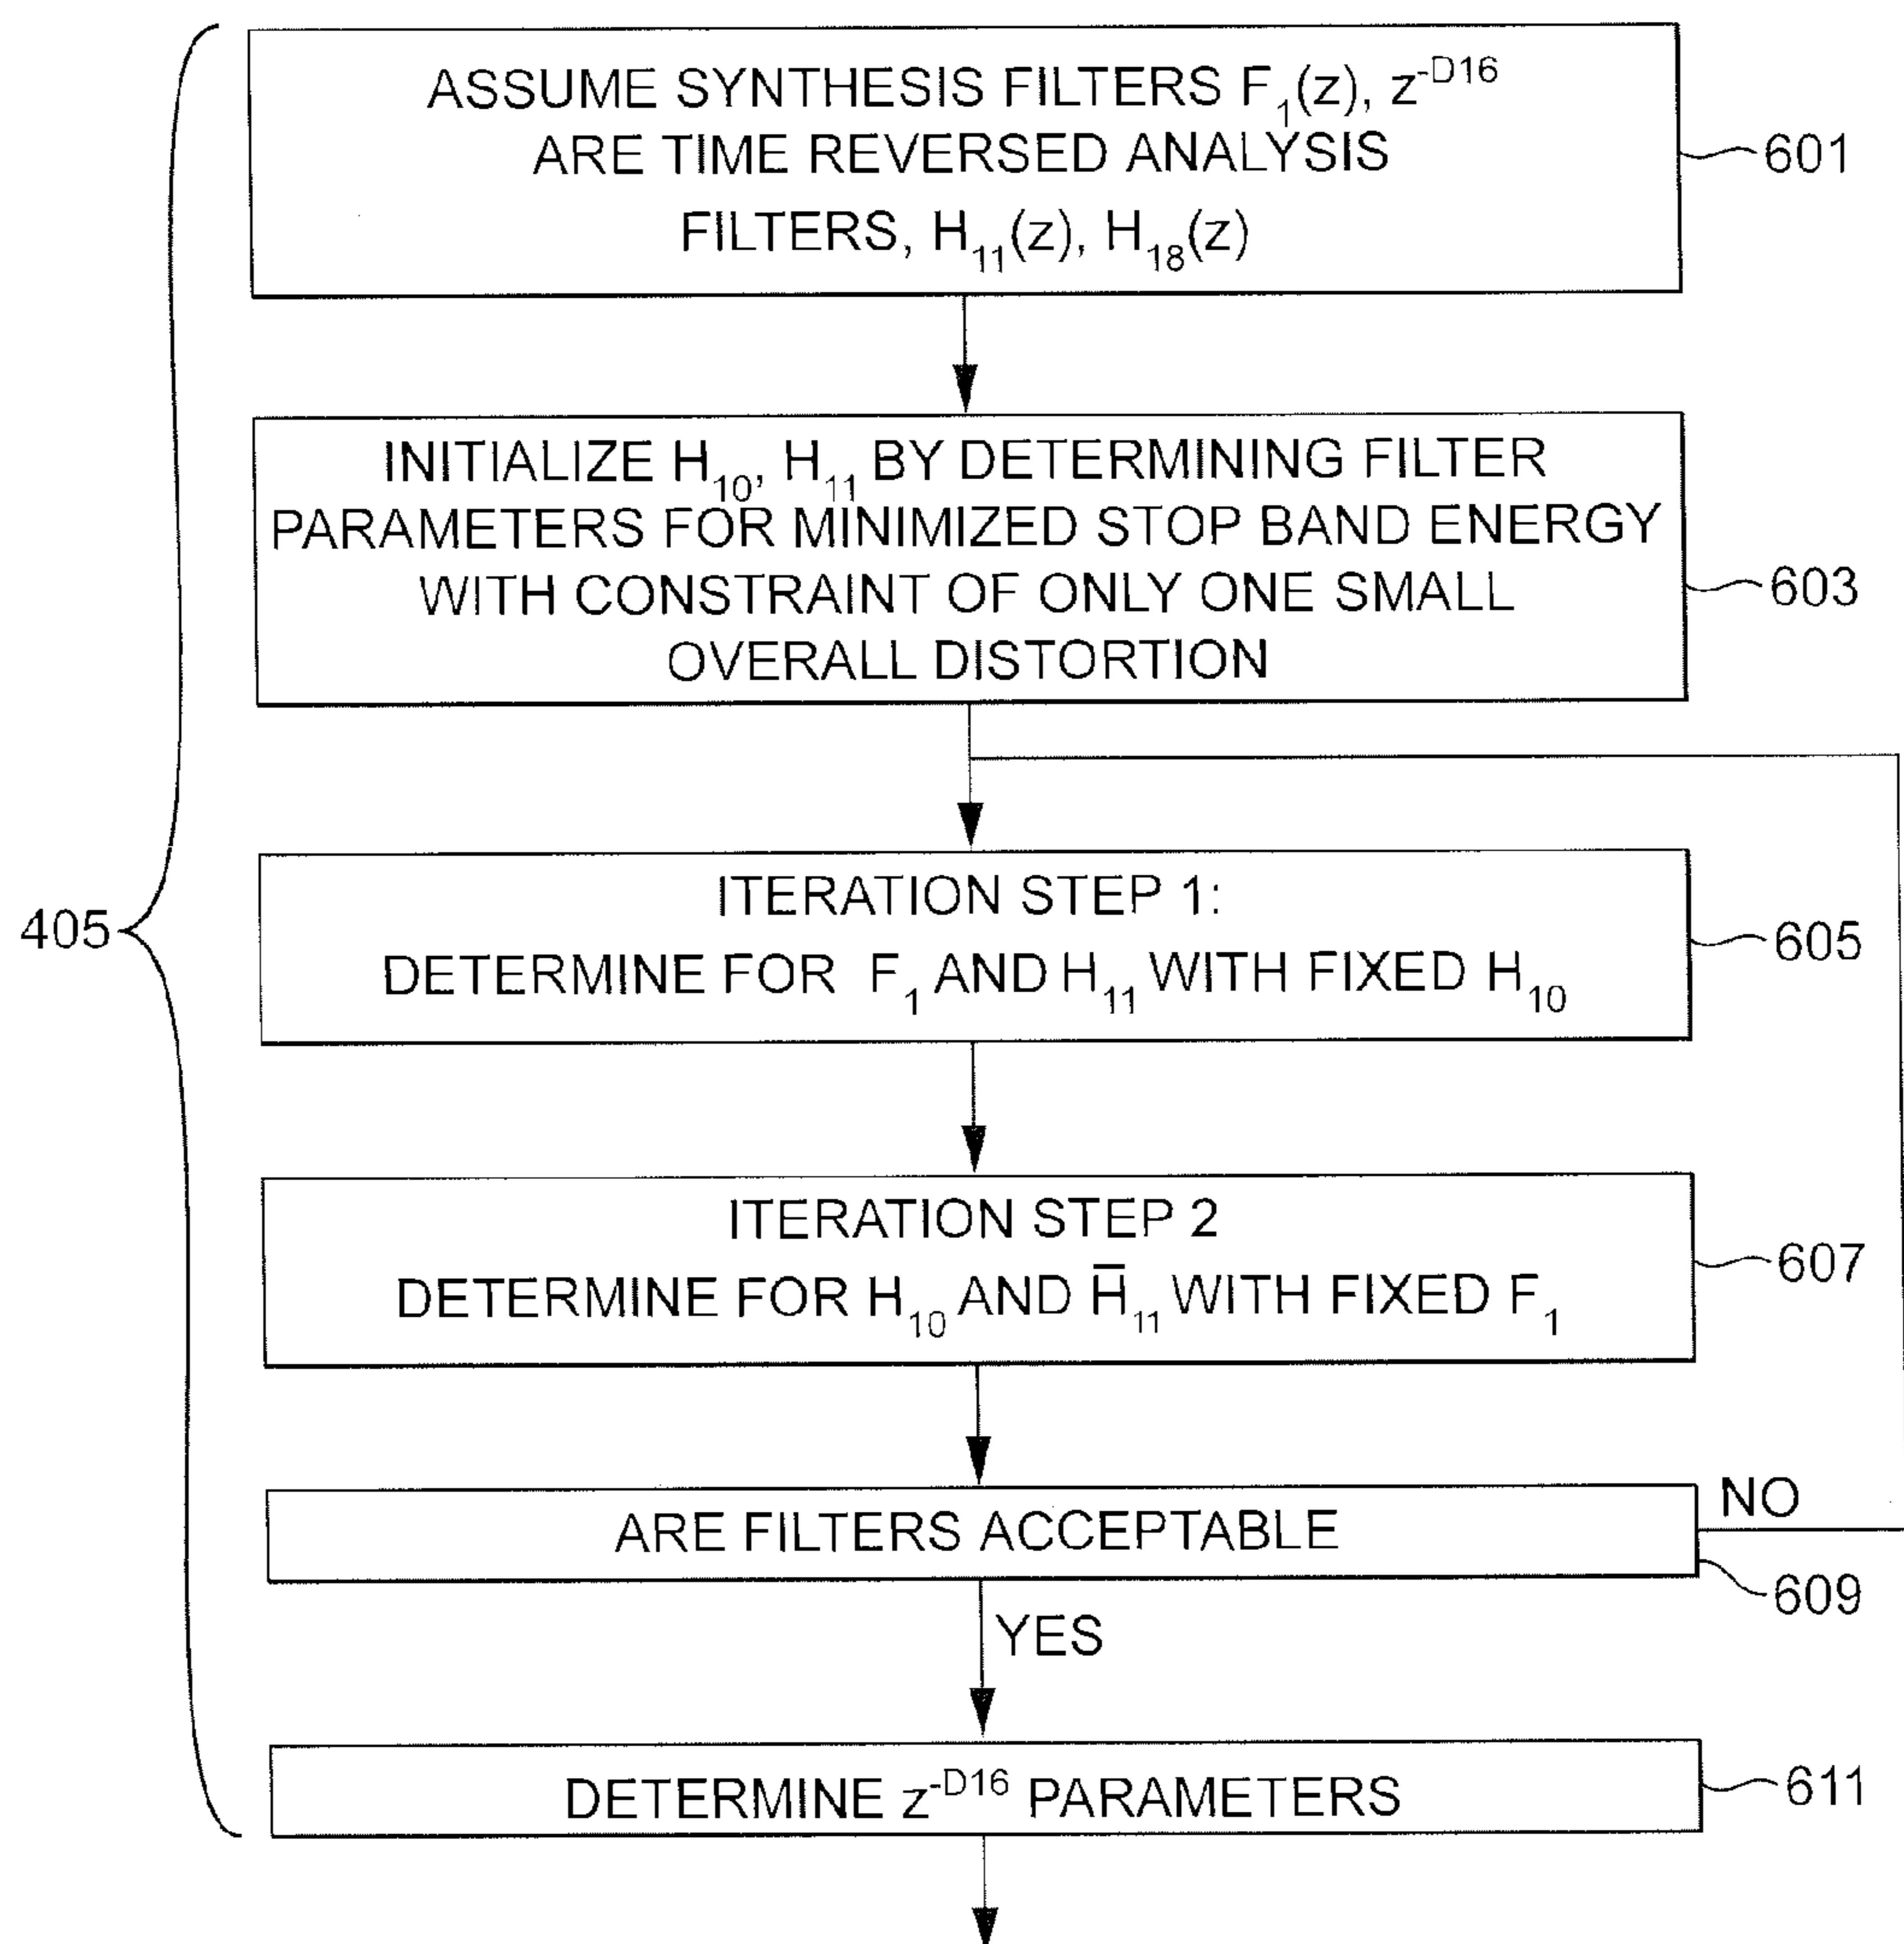 ASSUME SYNTHESIS FILTERS F₁(z), z⁻ᴰ¹⁶
ARE TIME REVERSED ANALYSIS
FILTERS, H₁₁(z), H₁₈(z)
601
INITIALIZE H₁₀, H₁₁ BY DETERMINING FILTER
PARAMETERS FOR MINIMIZED STOP BAND ENERGY
WITH CONSTRAINT OF ONLY ONE SMALL
OVERALL DISTORTION
603
405
ITERATION STEP 1:
DETERMINE FOR F₁ AND H₁₁ WITH FIXED H₁₀
605
ITERATION STEP 2
DETERMINE FOR H₁₀ AND H̅₁₁ WITH FIXED F₁
607
ARE FILTERS ACCEPTABLE
NO
609
YES
DETERMINE z⁻ᴰ¹⁶ PARAMETERS
611